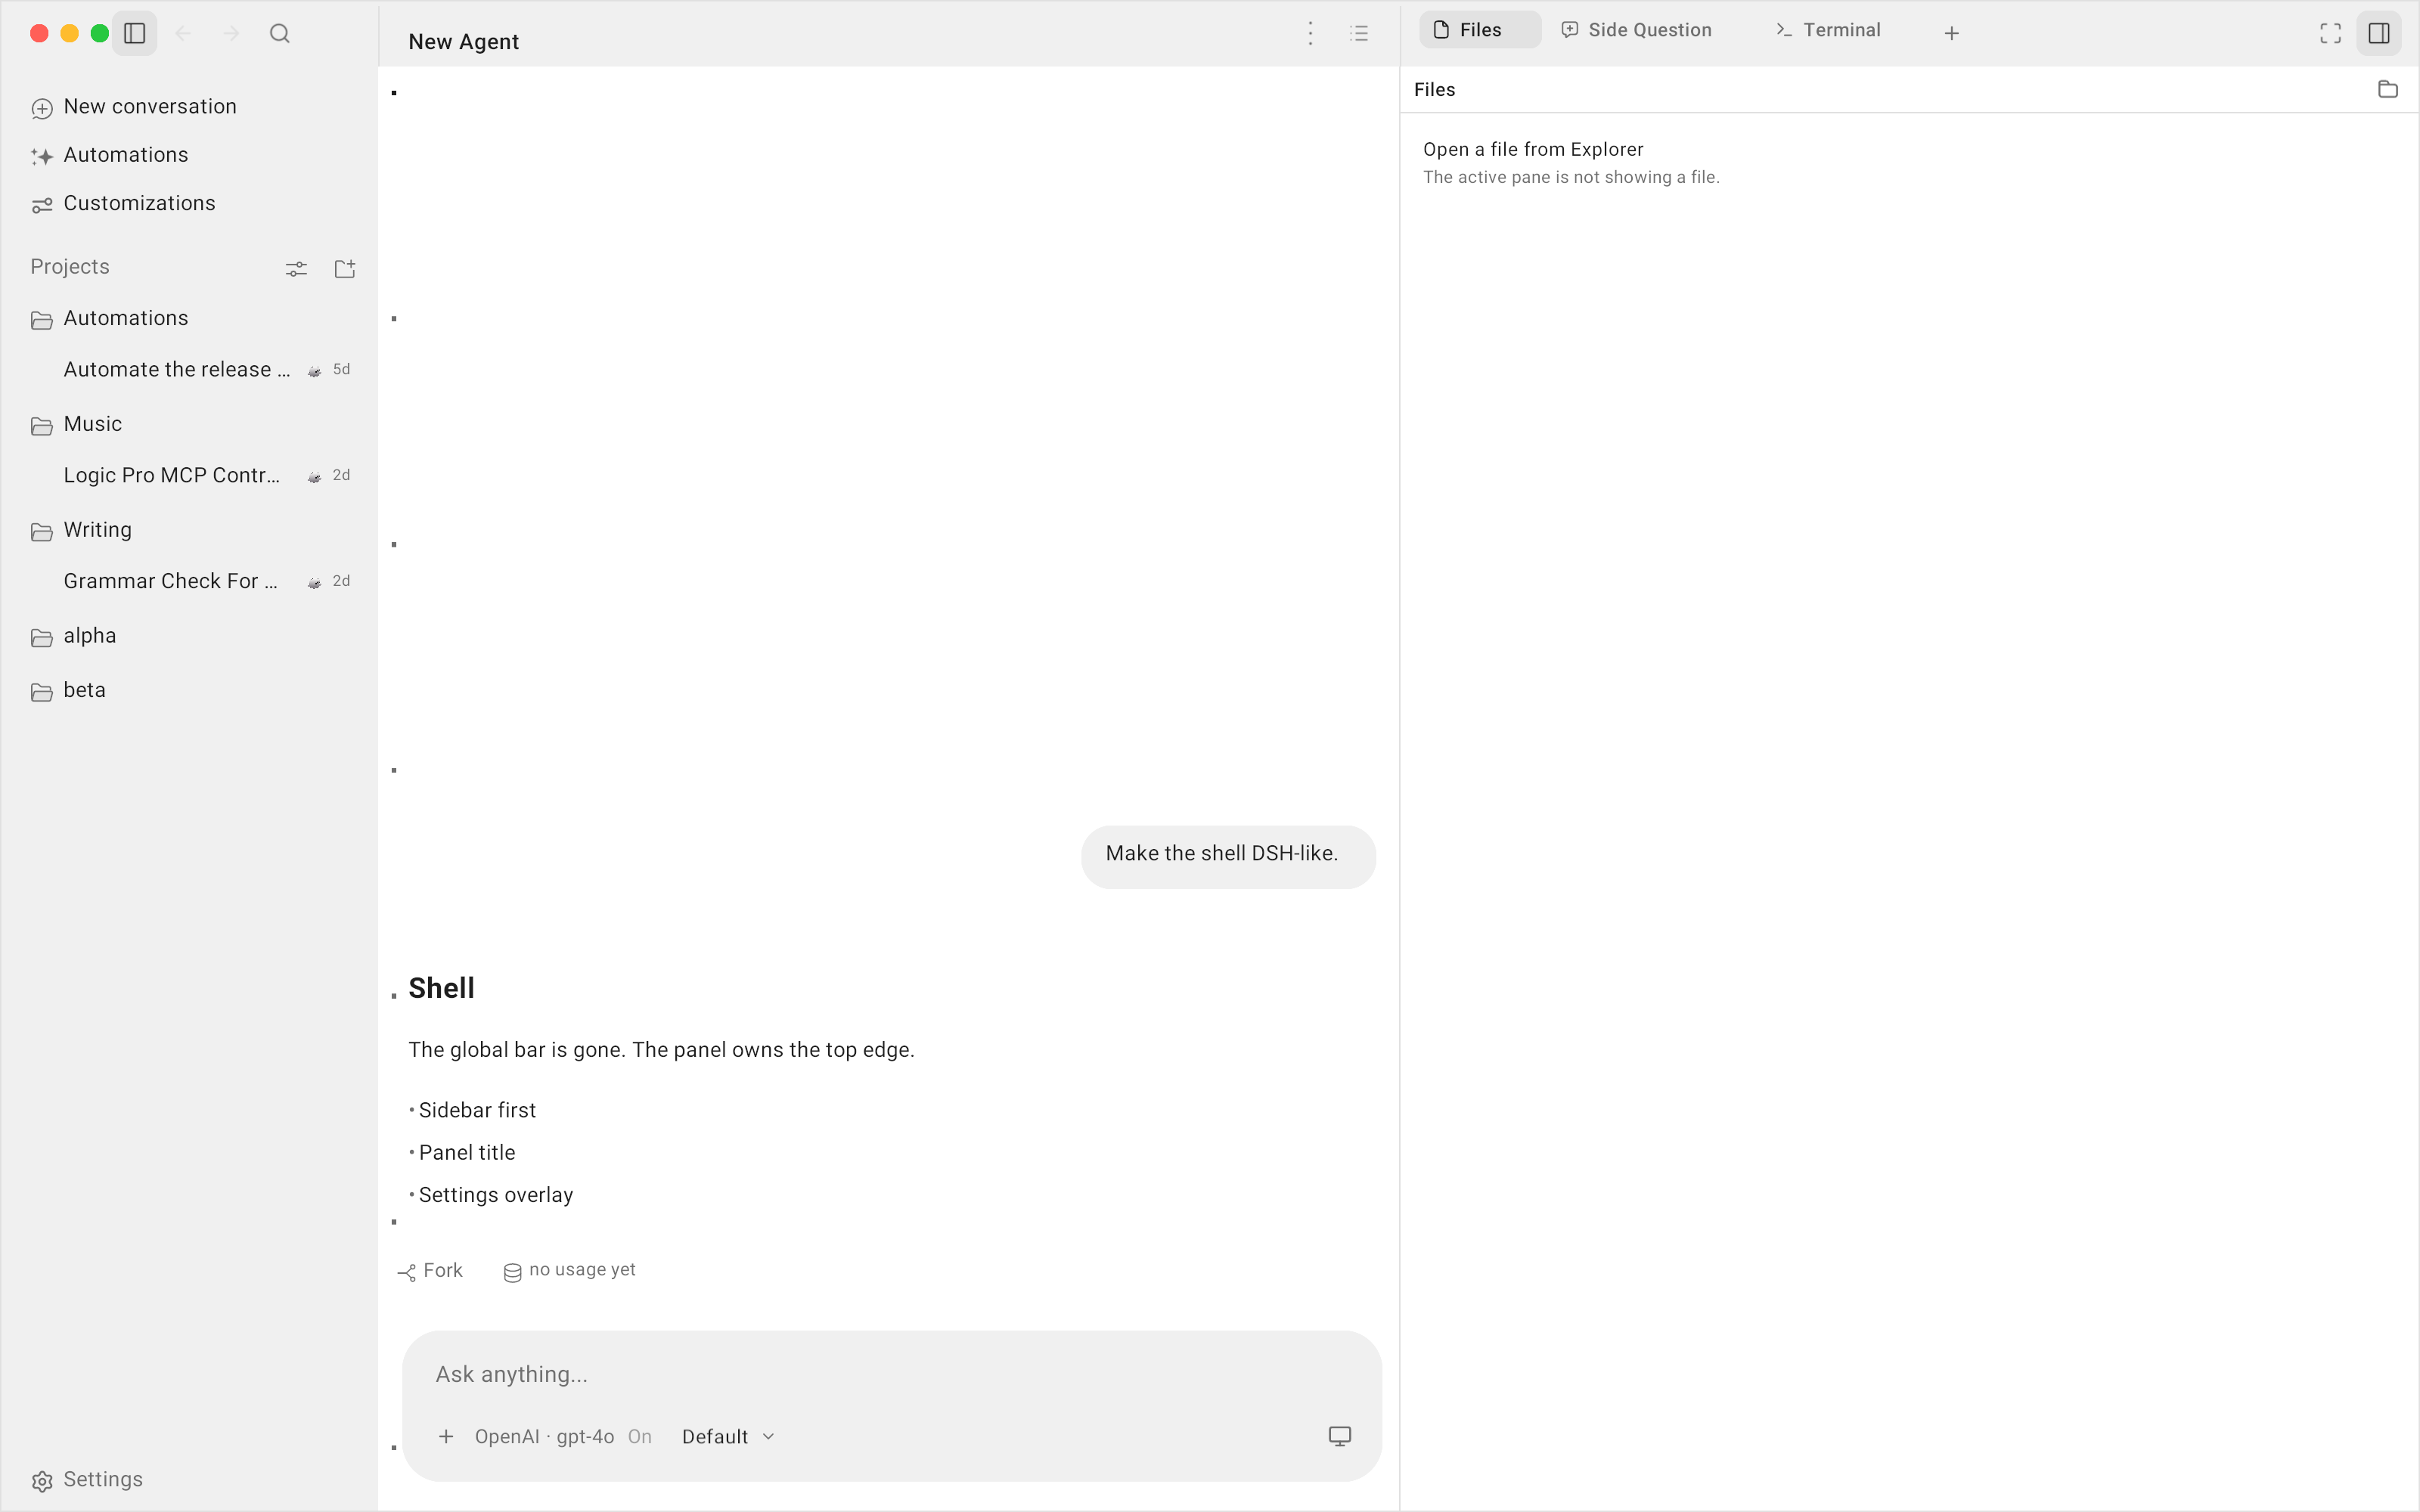 New Agent
Files
Side Question
Terminal
New conversation
Automations
Customizations
Projects
Automations
Automate the release ... 5d
Music
Logic Pro MCP Contr... 2d
Writing
Grammar Check For ... 2d
alpha
beta
Settings
Make the shell DSH-like.
Shell
The global bar is gone. The panel owns the top edge.
• Sidebar first
• Panel title
• Settings overlay
Fork
no usage yet
Ask anything...
OpenAI · gpt-4o On Default
Files
Open a file from Explorer
The active pane is not showing a file.